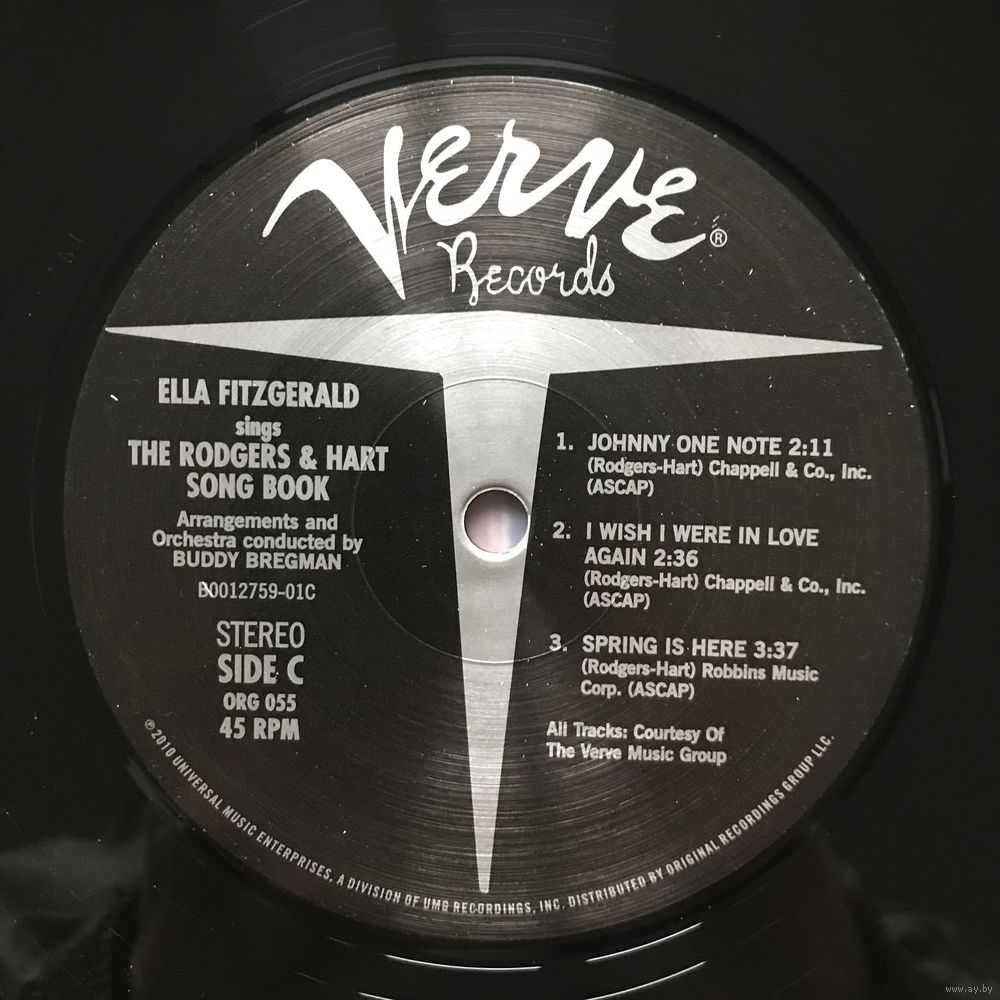 Verve
®
Records
ELLA FITZGERALD
sings
THE RODGERS & HART
SONG BOOK
Arrangements and
Orchestra conducted by
BUDDY BREGMAN
B0012759-01C
STEREO
SIDE C
ORG 055
45 RPM
1. JOHNNY ONE NOTE 2:11
(Rodgers-Hart) Chappell & Co., Inc.
(ASCAP)
2. I WISH I WERE IN LOVE
AGAIN 2:36
(Rodgers-Hart) Chappell & Co., Inc.
(ASCAP)
3. SPRING IS HERE 3:37
(Rodgers-Hart) Robbins Music
Corp. (ASCAP)
All Tracks: Courtesy Of
The Verve Music Group
℗ 2010 UNIVERSAL MUSIC ENTERPRISES, A DIVISION OF UMG RECORDINGS, INC. DISTRIBUTED BY ORIGINAL RECORDINGS GROUP LLC.
www.ay.by